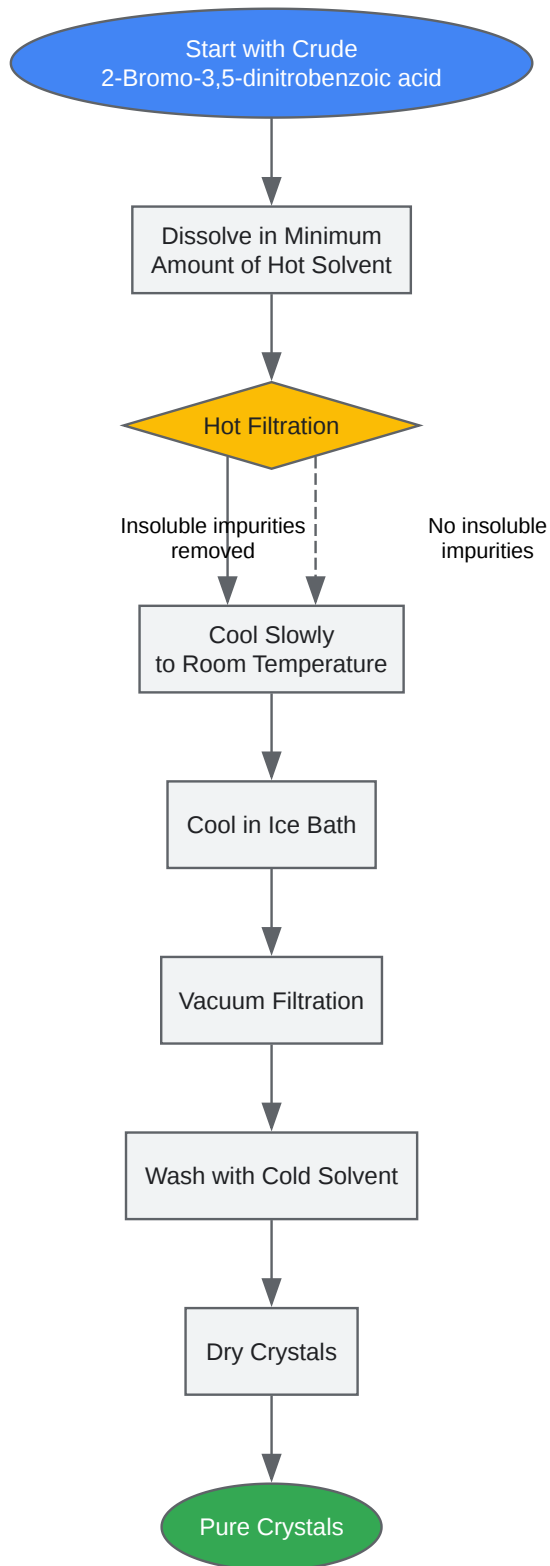 Start with Crude
2-Bromo-3,5-dinitrobenzoic acid
Dissolve in Minimum
Amount of Hot Solvent
Hot Filtration
Insoluble impurities
removed
No insoluble
impurities
Cool Slowly
to Room Temperature
Cool in Ice Bath
Vacuum Filtration
Wash with Cold Solvent
Dry Crystals
Pure Crystals